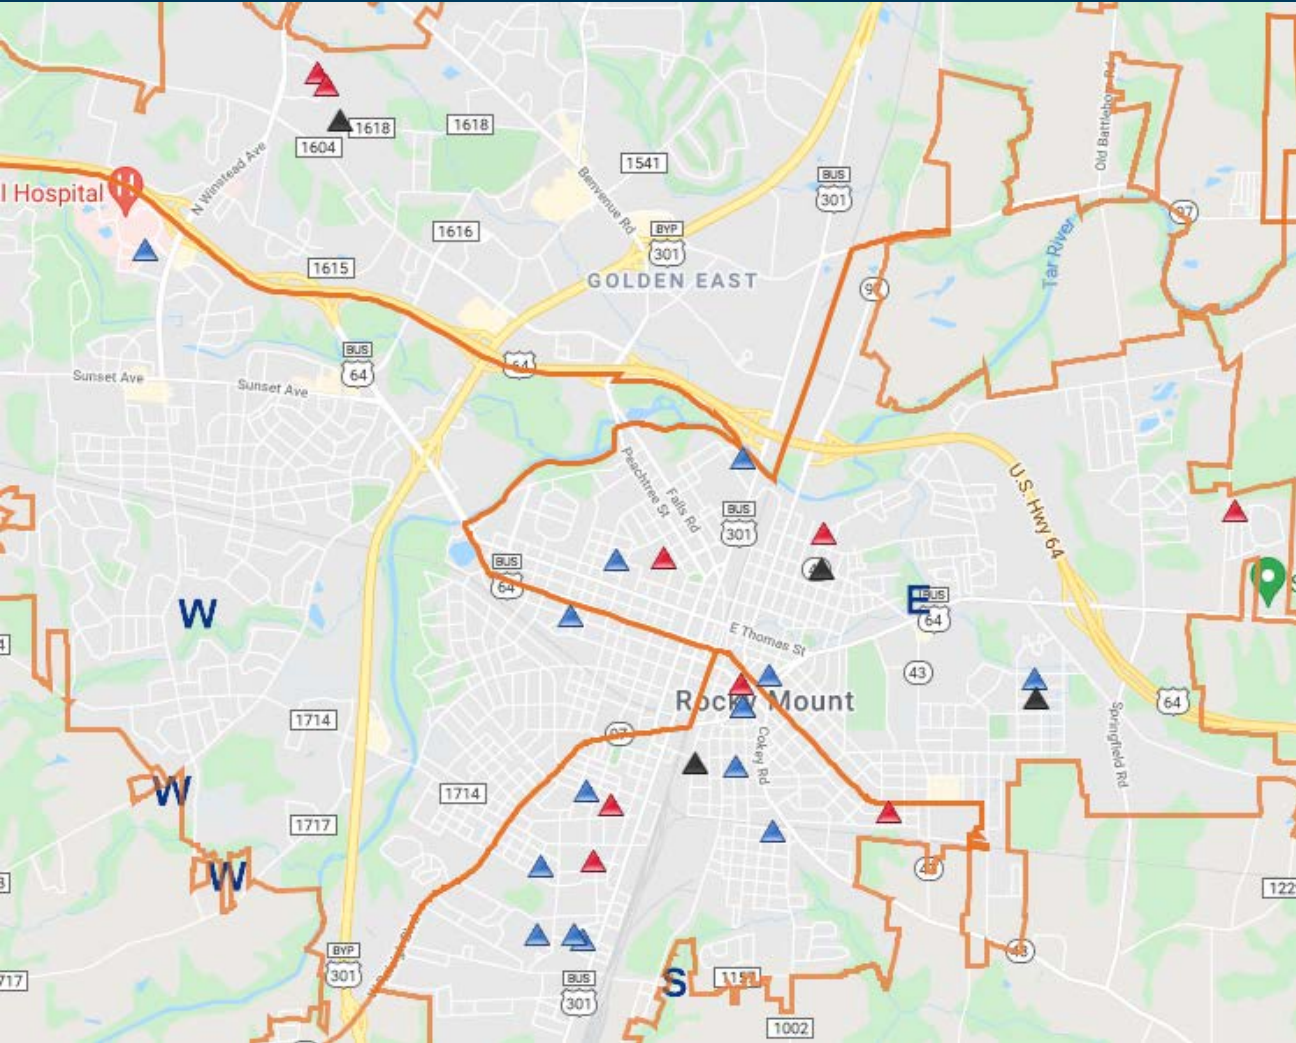 1618
1618
1604
Old Battleboro Rd
1541
N Winstead Ave
BUS
301
l Hospital
H
Benvenue Rd
97
1616
BYP
301
Tar River
1615
GOLDEN EAST
BUS
64
64
Sunset Ave
Sunset Ave
Peachtree St
Falls Rd
U.S. Hwy 64
BUS
301
BUS
64
E
BUS
64
W
E Thomas St
43
Rocky Mount
64
1714
97
Springfield Rd
Cokey Rd
W
1714
1717
W
43
122
BYP
301
43
717
S
BUS
301
1002